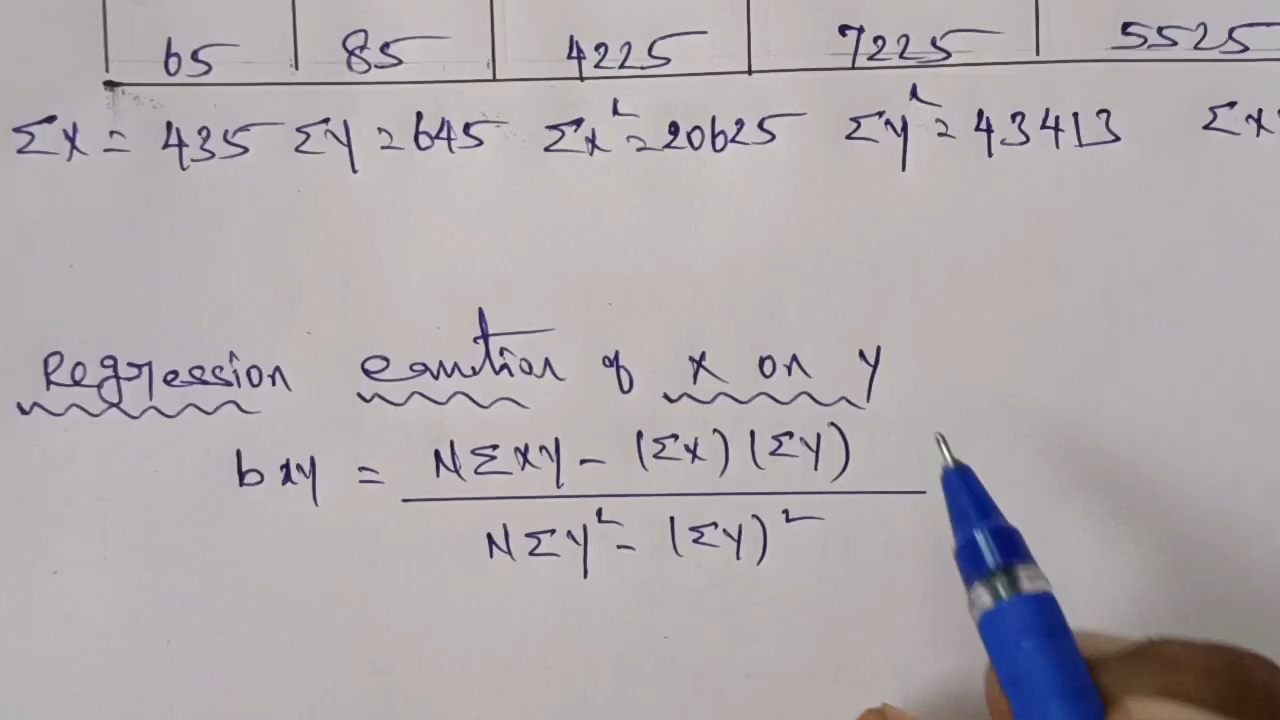 65 85 4225 7225 5525
Σx = 435 Σy = 645 Σx² = 20625 Σy² = 43413 Σx
Regression eauation of x on y
bxy = NΣxy - (Σx) (Σy)
NΣy² - (Σy)²